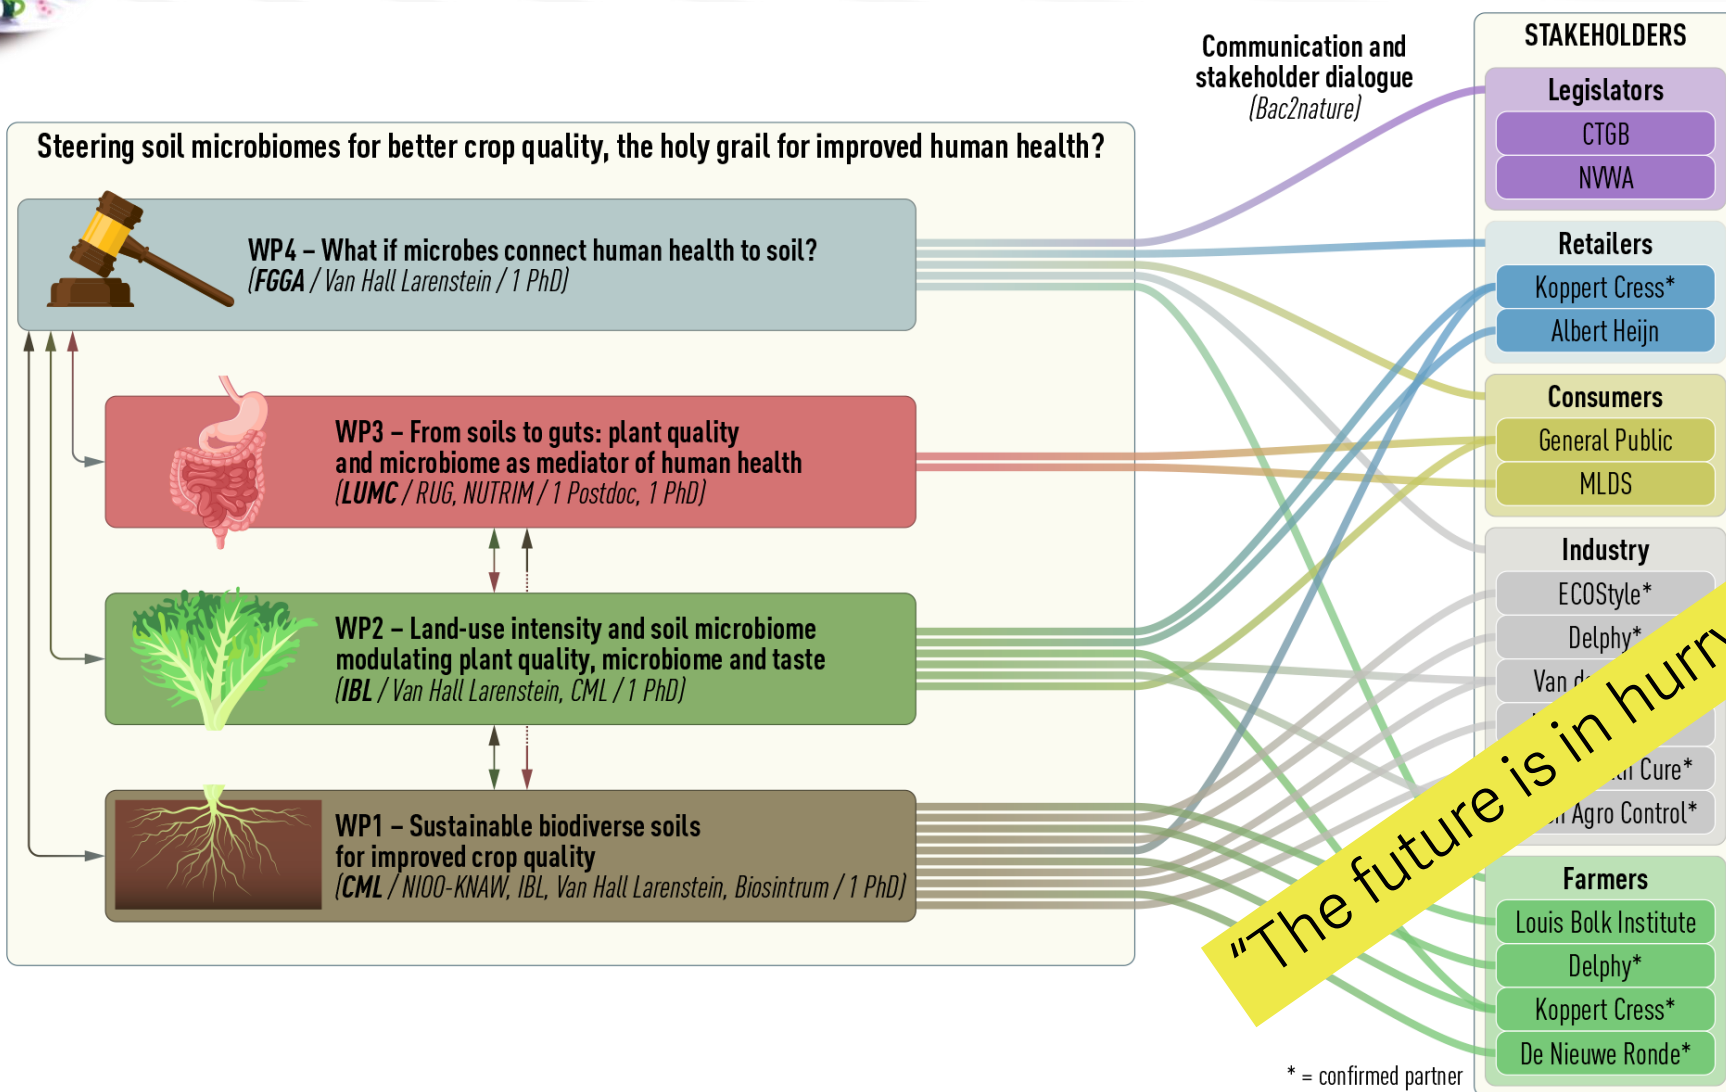 Communication and
stakeholder dialogue
(Bac2nature)
Steering soil microbiomes for better crop quality, the holy grail for improved human health?
WP4 – What if microbes connect human health to soil?
(FGGA / Van Hall Larenstein / 1 PhD)
WP3 – From soils to guts: plant quality
and microbiome as mediator of human health
(LUMC / RUG, NUTRIM / 1 Postdoc, 1 PhD)
WP2 – Land-use intensity and soil microbiome
modulating plant quality, microbiome and taste
(IBL / Van Hall Larenstein, CML / 1 PhD)
WP1 – Sustainable biodiverse soils
for improved crop quality
(CML / NIOO-KNAW, IBL, Van Hall Larenstein, Biosintrum / 1 PhD)
STAKEHOLDERS
Legislators
CTGB
NVWA
Retailers
Koppert Cress*
Albert Heijn
Consumers
General Public
MLDS
Industry
ECOStyle*
Delphy*
Van
Cure*
Agro Control*
Farmers
Louis Bolk Institute
Delphy*
Koppert Cress*
De Nieuwe Ronde*
“The future is in hurry
* = confirmed partner